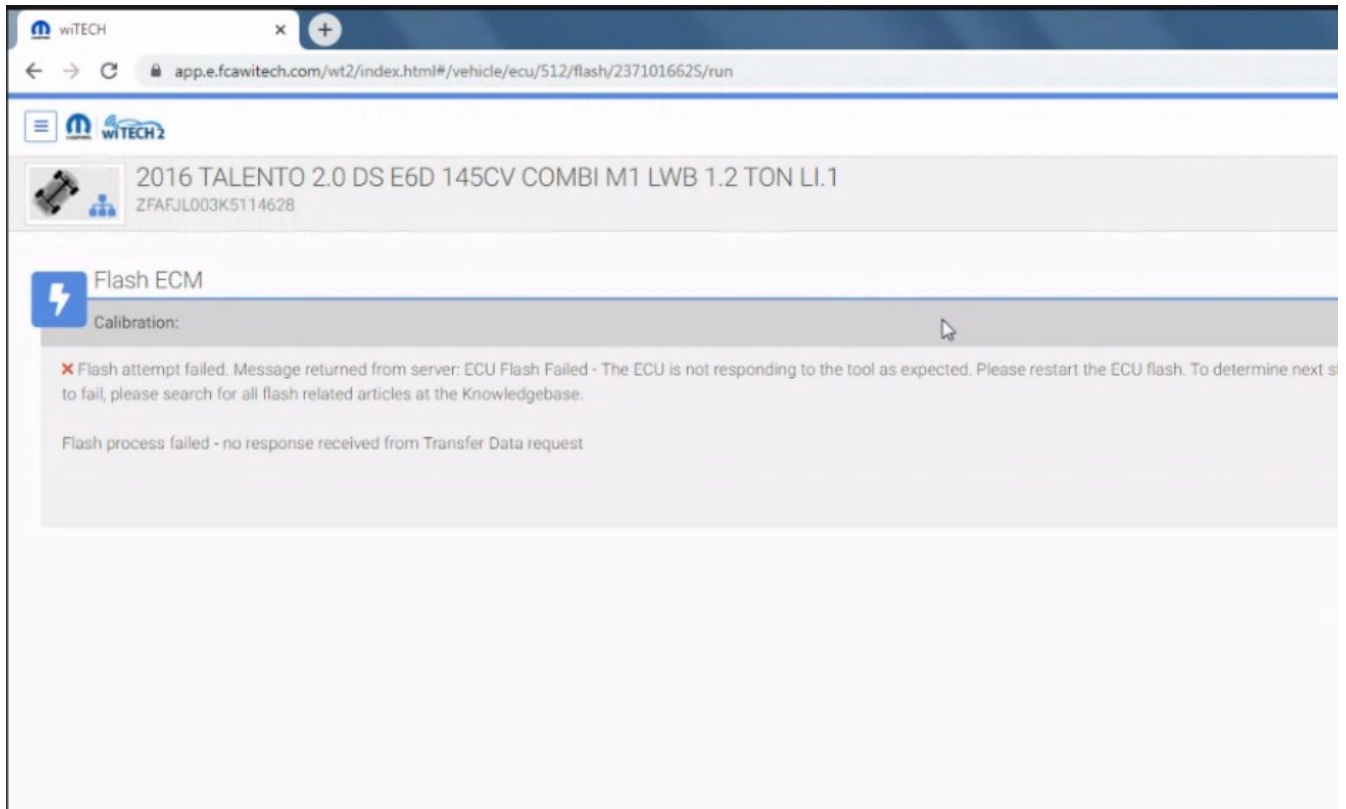 wiTECH
app.e.fcawitech.com/wt2/index.html#/vehicle/ecu/512/flash/237101662S/run
wiTECH2
2016 TALENTO 2.0 DS E6D 145CV COMBI M1 LWB 1.2 TON LI.1
ZFAFJL003K5114628
Flash ECM
Calibration:
Flash attempt failed. Message returned from server: ECU Flash Failed - The ECU is not responding to the tool as expected. Please restart the ECU flash. To determine next
to fail, please search for all flash related articles at the Knowledgebase.
Flash process failed - no response received from Transfer Data request